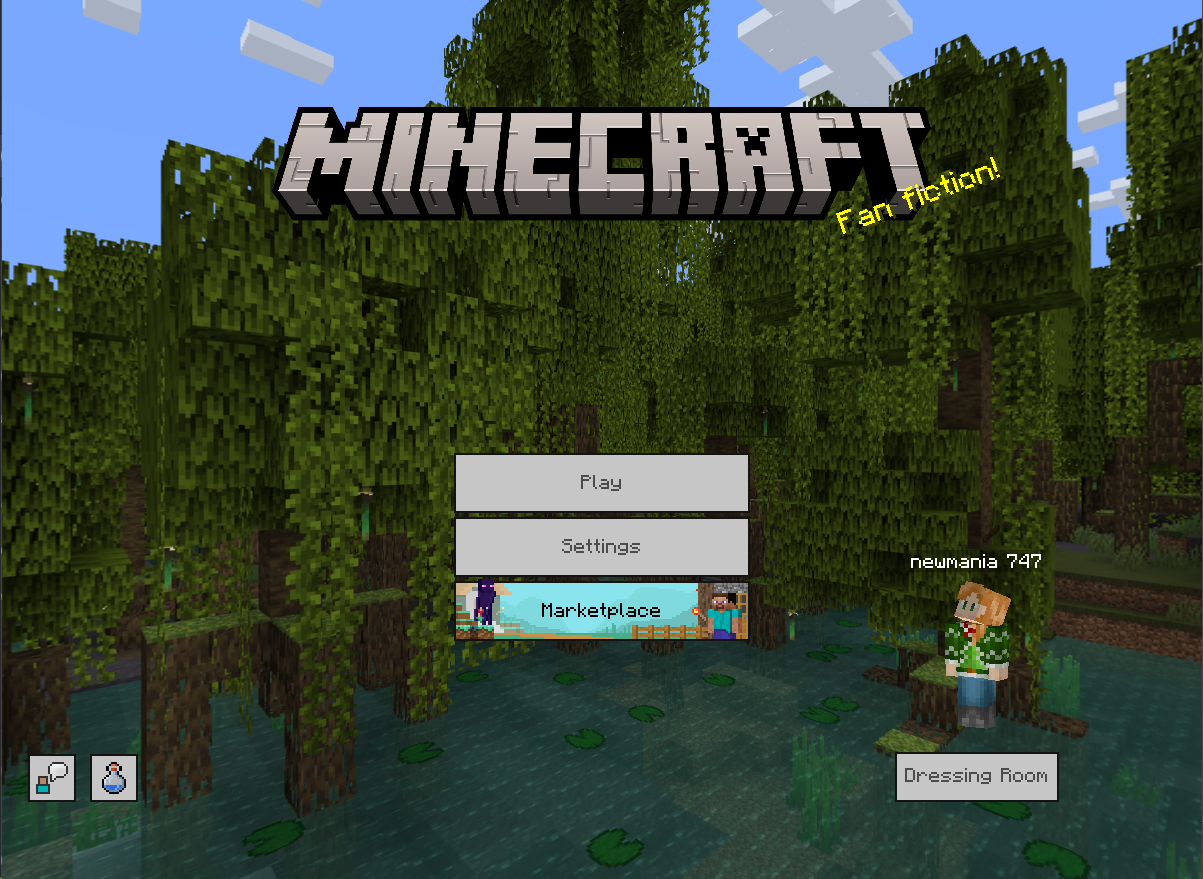 MINECRAFT
Fan fiction!
Play
Settings
Marketplace
newmania 747
Dressing Room